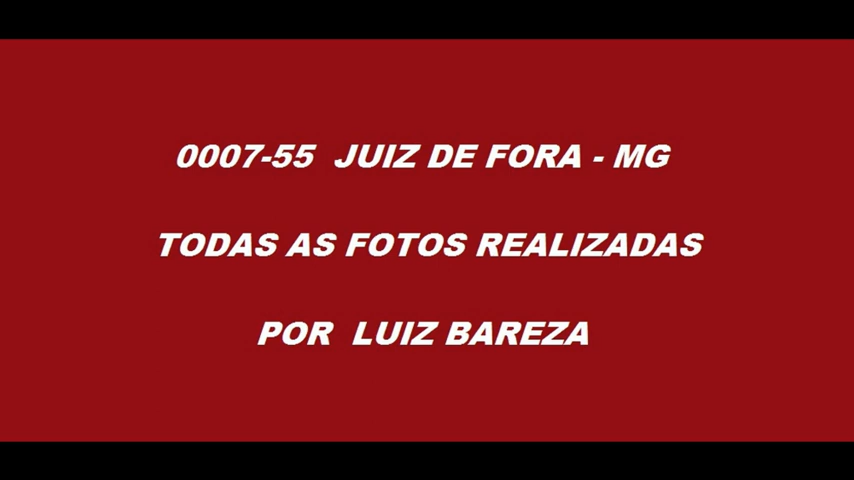 0007-55  JUIZ DE FORA - MG
TODAS AS FOTOS REALIZADAS
POR  LUIZ BAREZA